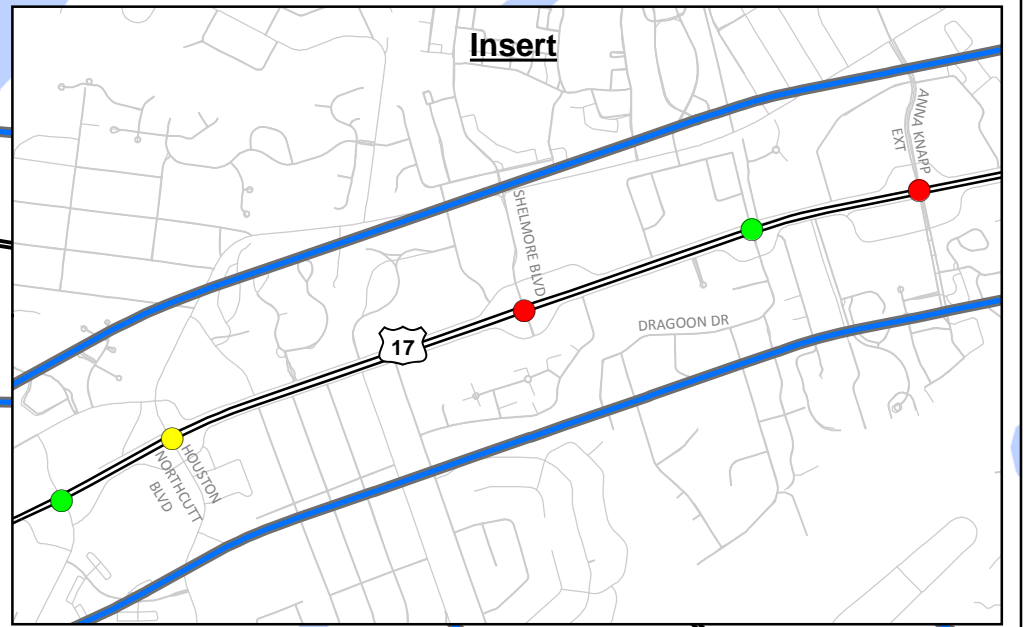 Insert
ANNA KNAPP
EXT
SHELMORE BLVD
DRAGOON DR
17
HOUSTON
NORTHCUTT
BLVD